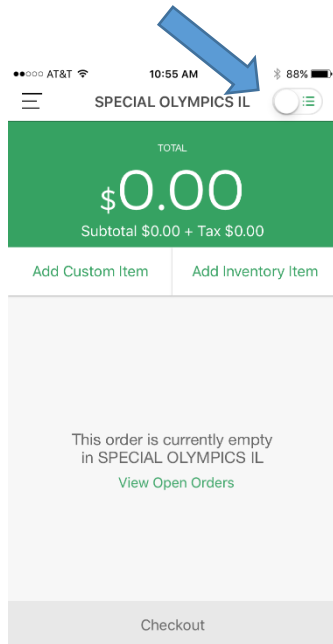 AT&T 10:55 AM 88%
SPECIAL OLYMPICS IL
TOTAL
$0.00
Subtotal $0.00 + Tax $0.00
Add Custom Item Add Inventory Item
This order is currently empty
in SPECIAL OLYMPICS IL
View Open Orders
Checkout